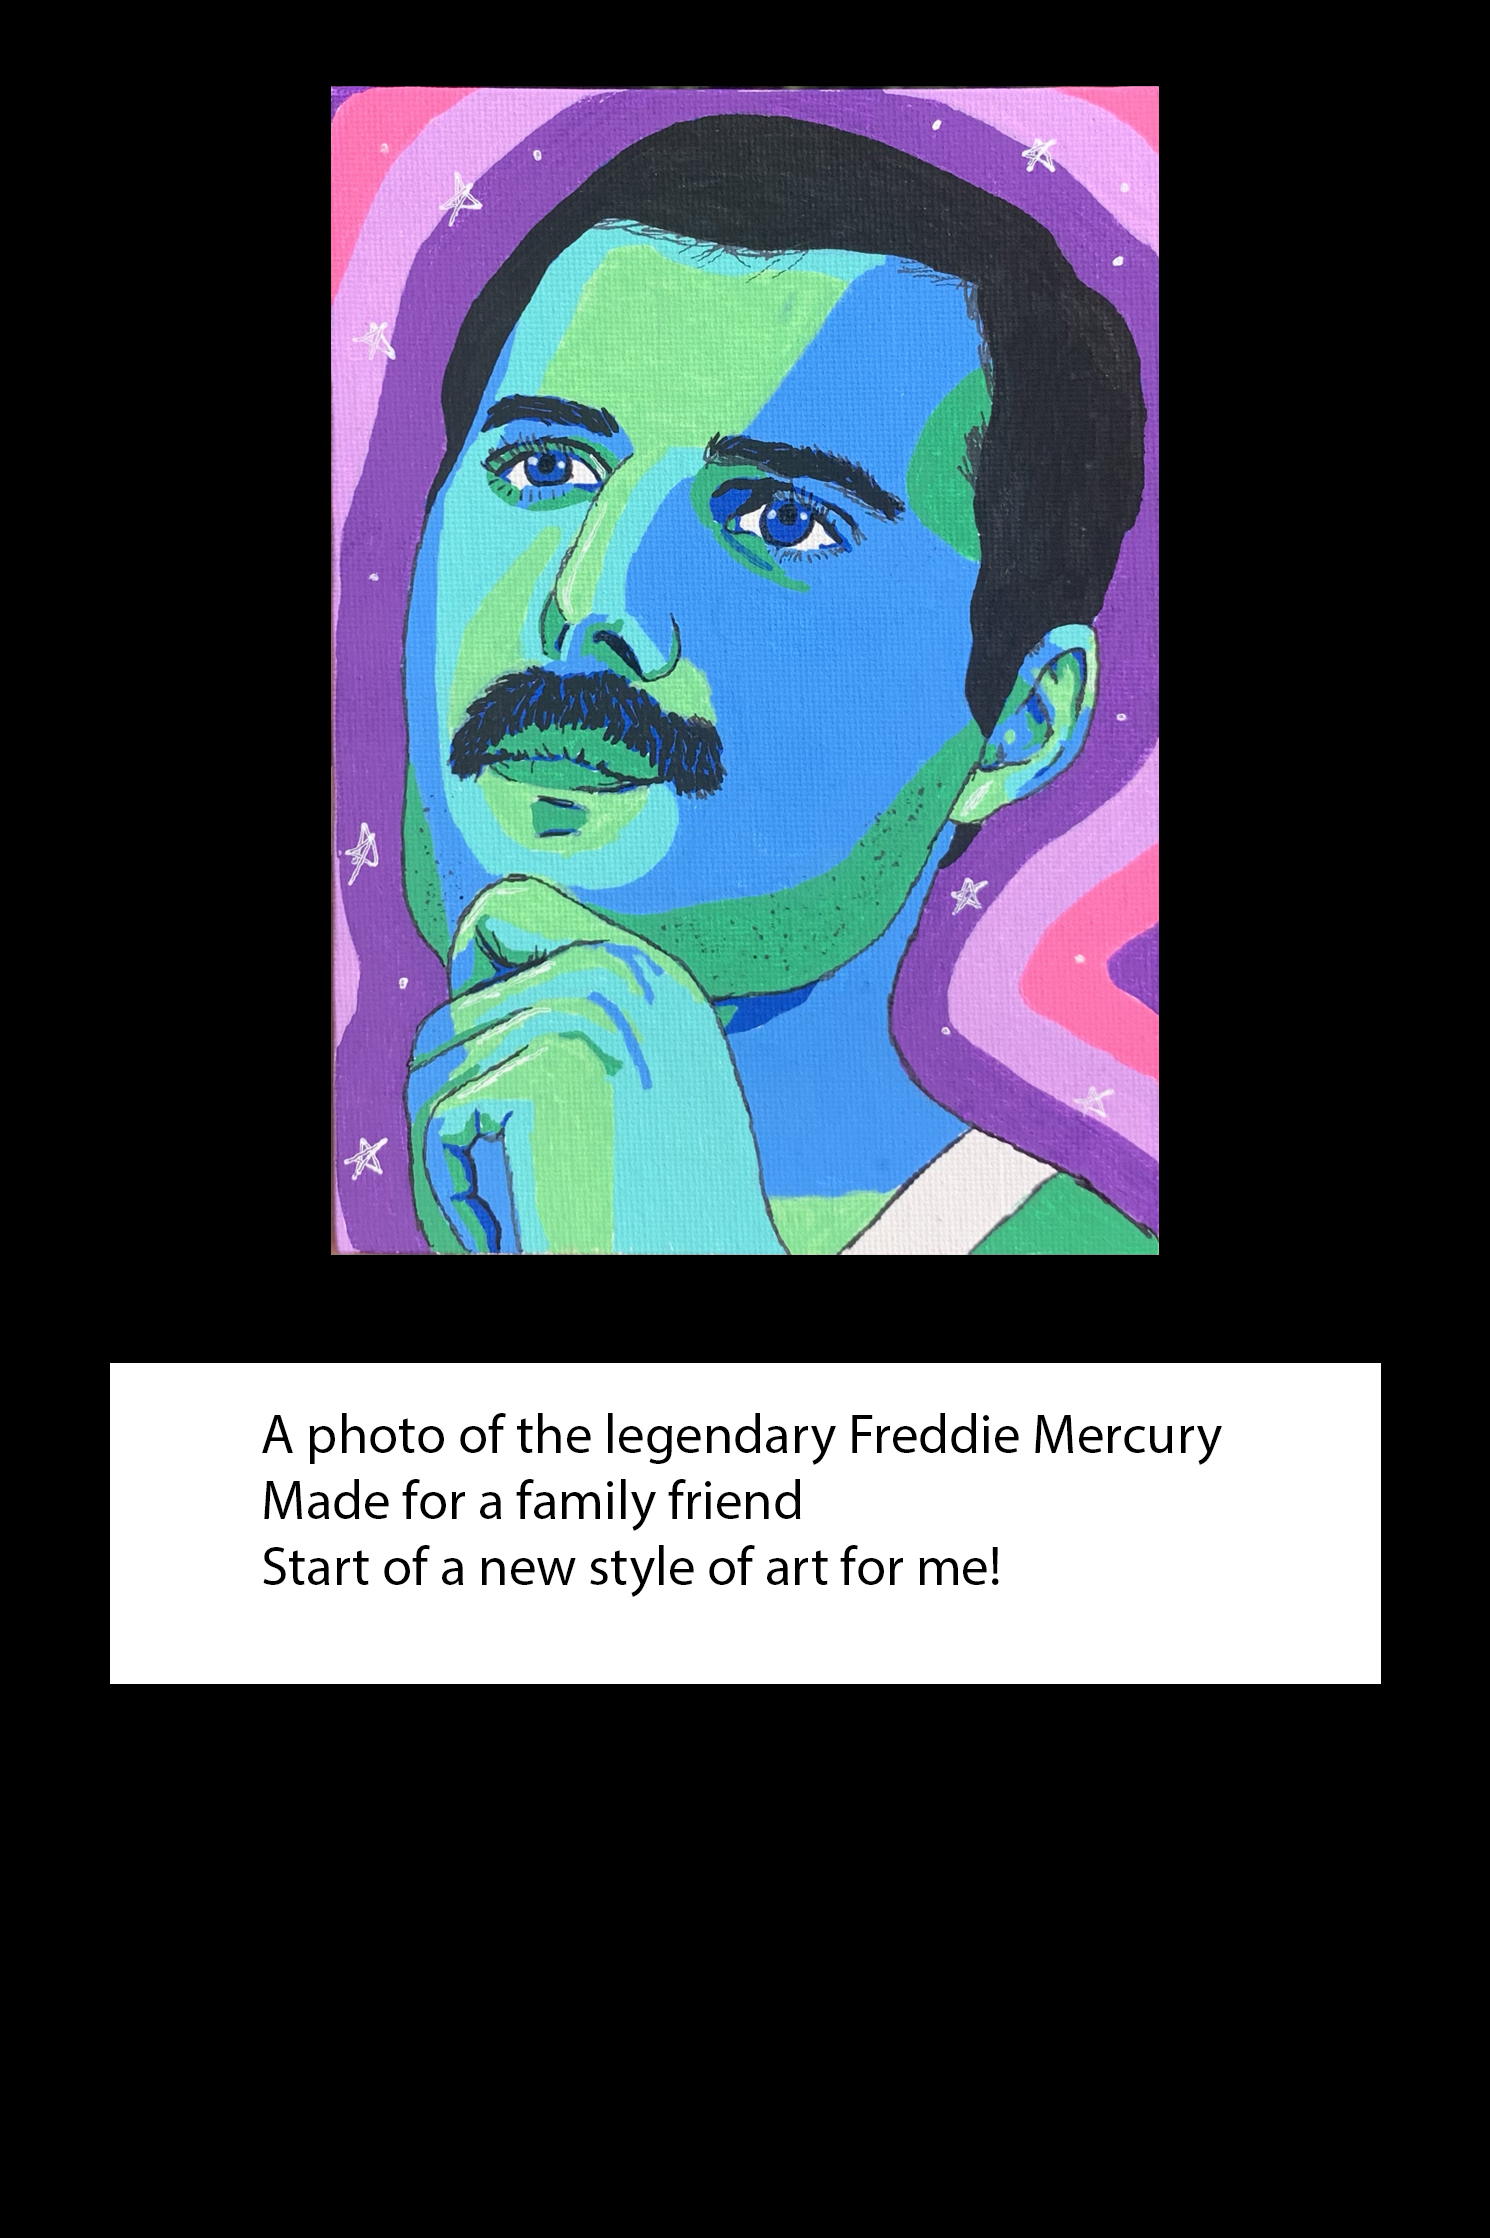 A photo of the legendary Freddie Mercury
Made for a family friend
Start of a new style of art for me!